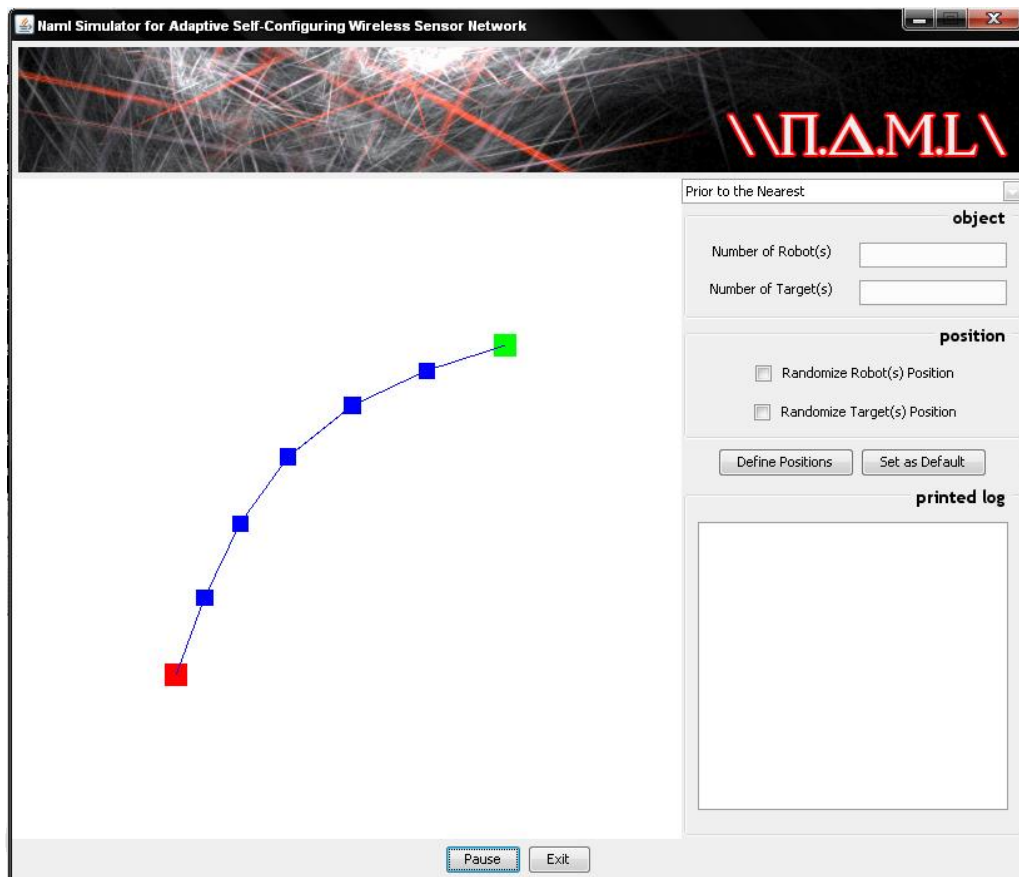 Naml Simulator for Adaptive Self-Configuring Wireless Sensor Network
\\Π.Δ.M.L\
Prior to the Nearest
object
Number of Robot(s)
Number of Target(s)
position
Randomize Robot(s) Position
Randomize Target(s) Position
Define Positions Set as Default
printed log
Pause Exit